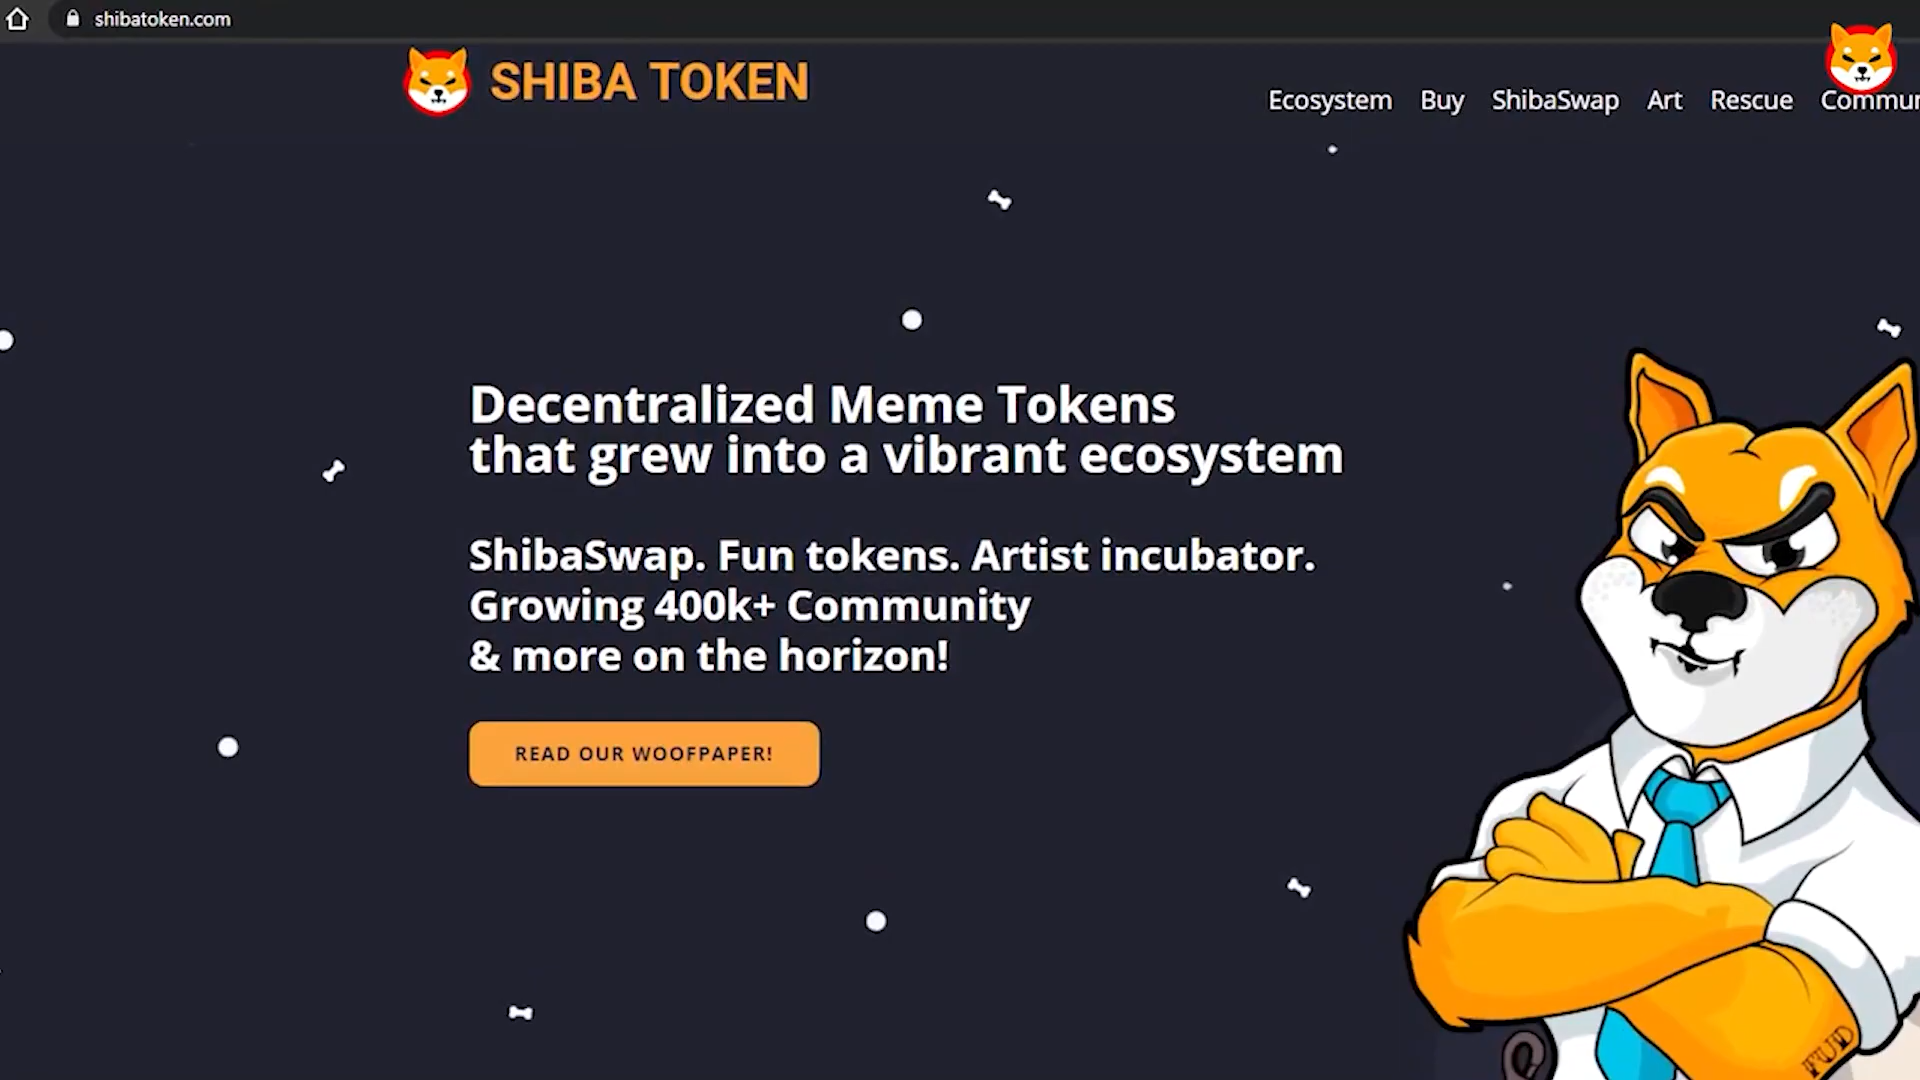 shibatoken.com
SHIBA TOKEN
Ecosystem Buy ShibaSwap Art Rescue Commun
Decentralized Meme Tokens
that grew into a vibrant ecosystem
ShibaSwap. Fun tokens. Artist incubator.
Growing 400k+ Community
& more on the horizon!
READ OUR WOOFPAPER!
FUD